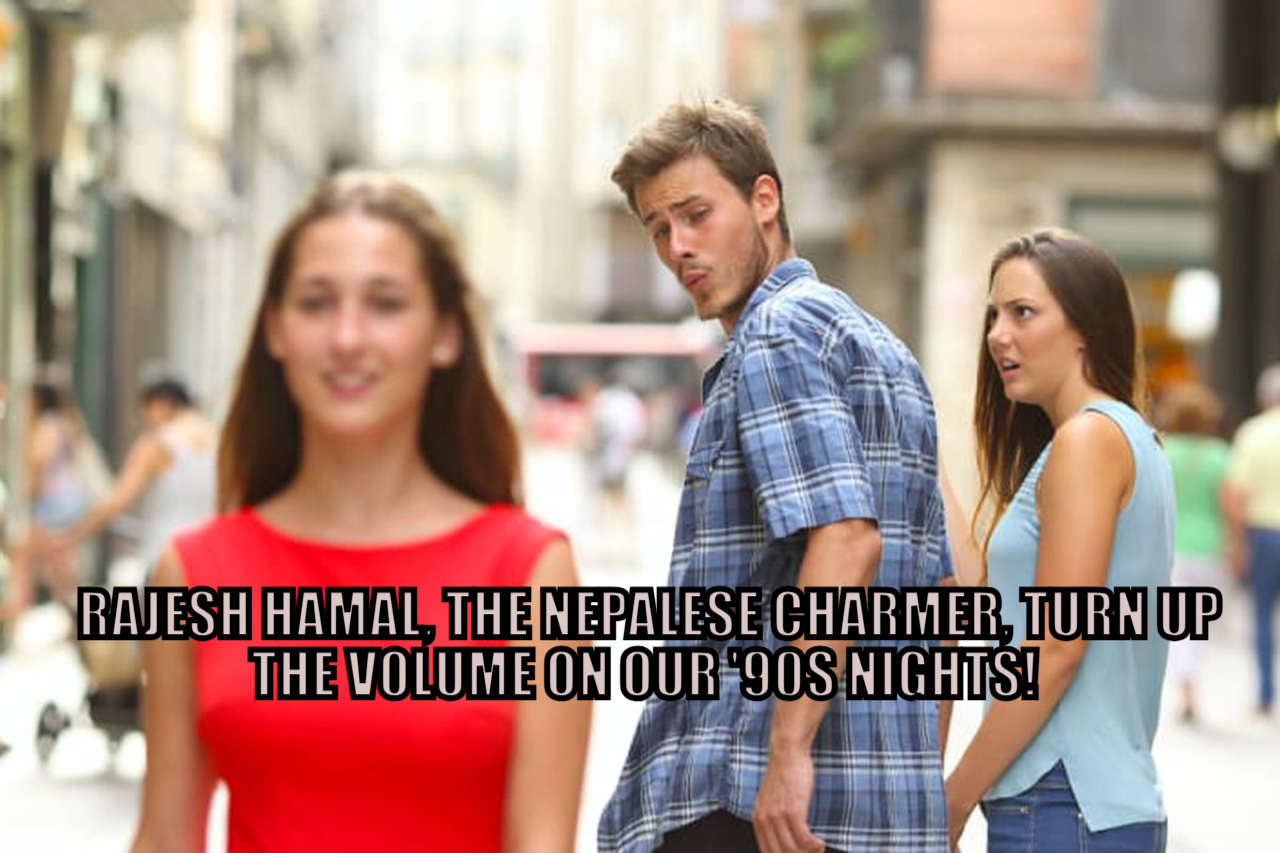 RAJESH HAMAL, THE NEPALESE CHARMER, TURN UP
THE VOLUME ON OUR '90S NIGHTS!